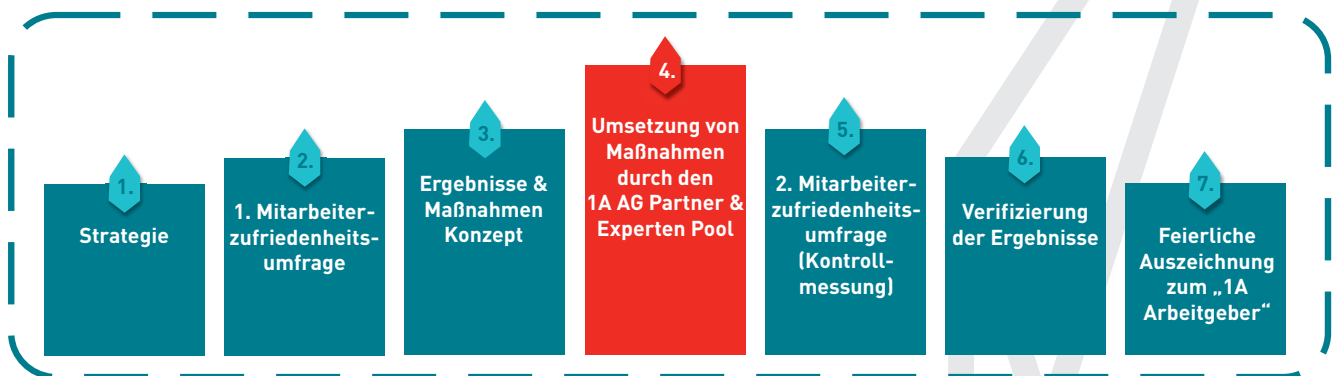 1.
Strategie
2.
1. Mitarbeiter-
zufriedenheits-
umfrage
3.
Ergebnisse &
Maßnahmen
Konzept
4.
Umsetzung von
Maßnahmen
durch den
1A AG Partner &
Experten Pool
5.
2. Mitarbeiter-
zufriedenheits-
umfrage
(Kontroll-
messung)
6.
Verifizierung
der Ergebnisse
7.
Feierliche
Auszeichnung
zum „1A
Arbeitgeber“